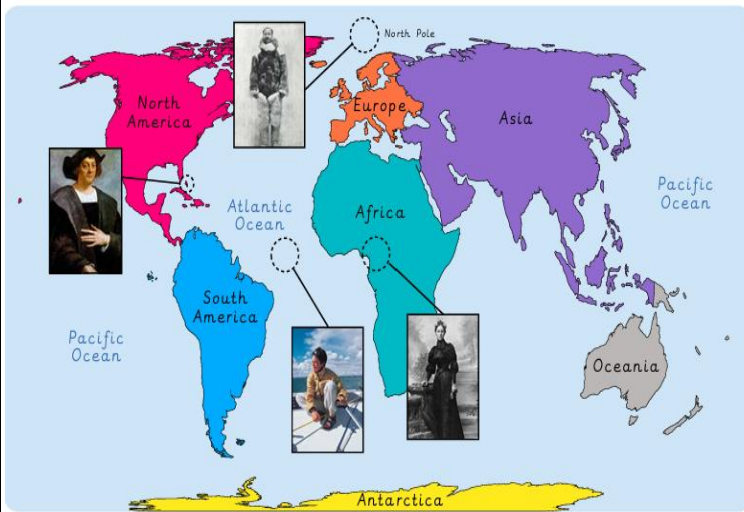 North Pole
North
America
Europe
Asia
Pacific
Ocean
Atlantic
Ocean
Africa
South
America
Pacific
Ocean
Oceania
Antarctica